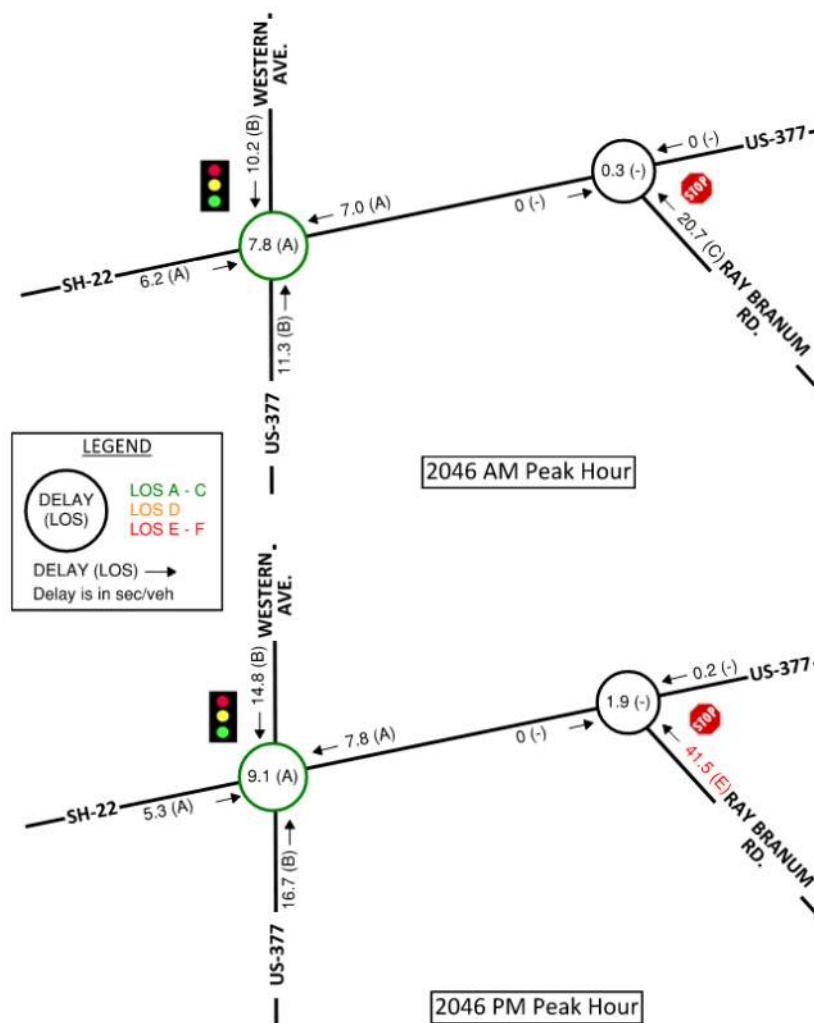 WESTERN
AVE.
10.2 (B)
7.0 (A)
7.8 (A)
SH-22
6.2 (A)
11.3 (B)
US-377
0 (-)
0.3 (-)
0 (-)
US-377
STOP
20.7 (C)
RAY BRANUM
RD.
2046 AM Peak Hour
LEGEND
DELAY
(LOS)
LOS A - C
LOS D
LOS E - F
DELAY (LOS)
Delay is in sec/veh
WESTERN
AVE.
14.8 (B)
7.8 (A)
9.1 (A)
SH-22
5.3 (A)
16.7 (B)
US-377
0 (-)
1.9 (-)
0.2 (-)
US-377
STOP
41.5 (E)
RAY BRANUM
RD.
2046 PM Peak Hour